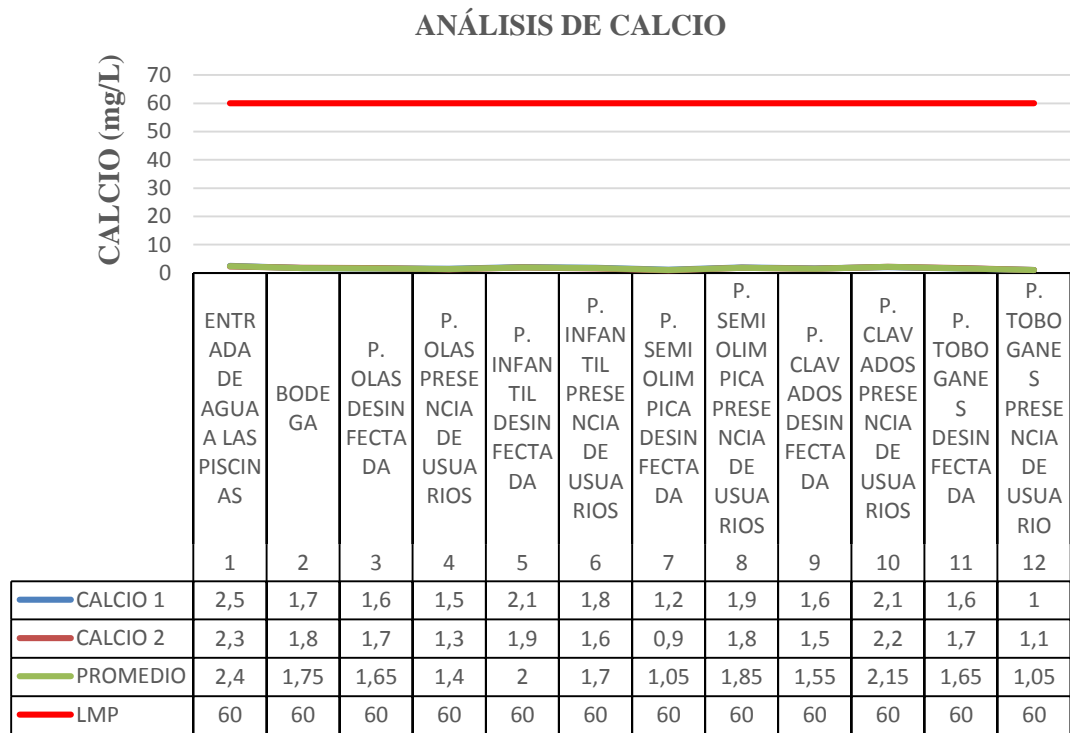 ANÁLISIS DE CALCIO
CALCIO (mg/L)
70
60
50
40
30
20
10
0
ENTR
ADA
DE
AGUA
A LAS
PISCIN
AS
BODE
GA
P.
OLAS
DESIN
FECTA
DA
P.
OLAS
PRESE
NCIA
DE
USUA
RIOS
P.
INFAN
TIL
DESIN
FECTA
DA
P.
INFAN
TIL
PRESE
NCIA
DE
USUA
RIOS
P.
SEMI
OLIM
PICA
DESIN
FECTA
DA
P.
SEMI
OLIM
PICA
PRESE
NCIA
DE
USUA
RIOS
P.
CLAV
ADOS
DESIN
FECTA
DA
P.
CLAV
ADOS
PRESE
NCIA
DE
USUA
RIOS
P.
TOBO
GANE
S
DESIN
FECTA
DA
P.
TOBO
GANE
S
PRESE
NCIA
DE
USUA
RIO
1 2 3 4 5 6 7 8 9 10 11 12
CALCIO 1 2,5 1,7 1,6 1,5 2,1 1,8 1,2 1,9 1,6 2,1 1,6 1
CALCIO 2 2,3 1,8 1,7 1,3 1,9 1,6 0,9 1,8 1,5 2,2 1,7 1,1
PROMEDIO 2,4 1,75 1,65 1,4 2 1,7 1,05 1,85 1,55 2,15 1,65 1,05
LMP 60 60 60 60 60 60 60 60 60 60 60 60